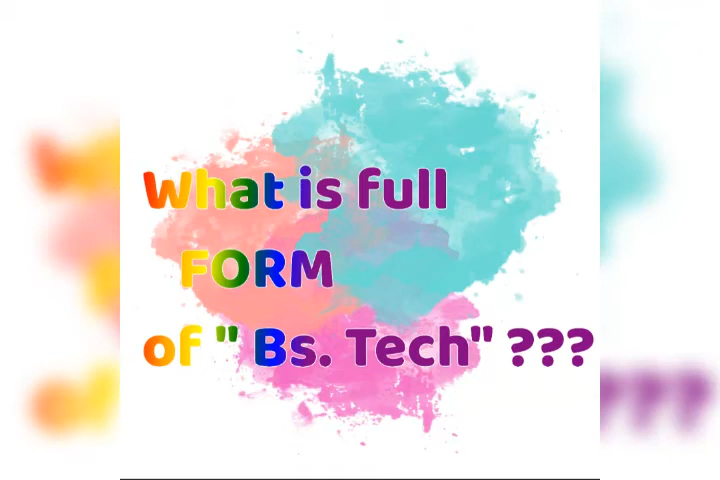 What is full
FORM
of " Bs. Tech" ???